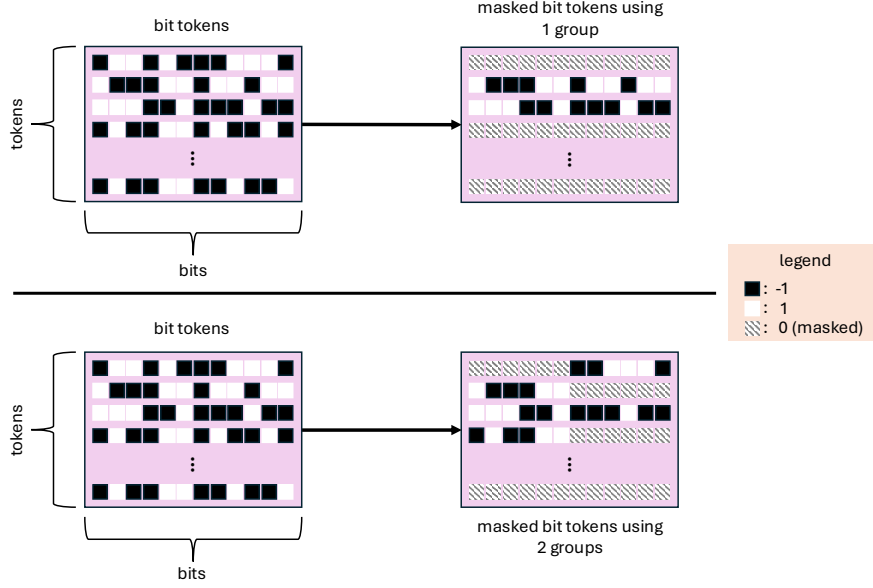 masked bit tokens using
1 group
bit tokens
tokens
bits
legend
: -1
: 1
: 0 (masked)
bit tokens
tokens
bits
masked bit tokens using
2 groups